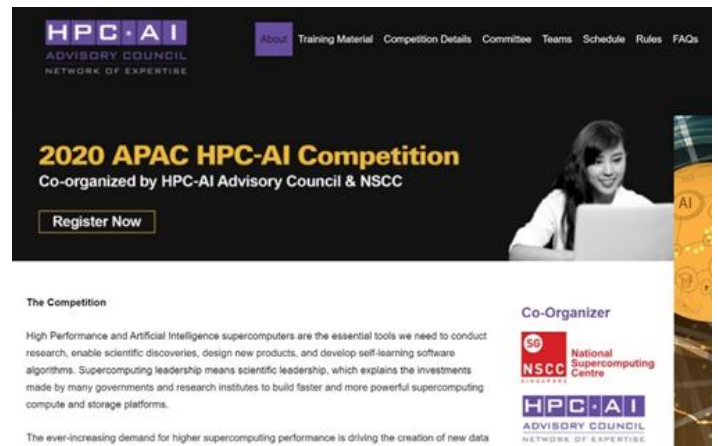 HPC·AI
ADVISORY COUNCIL
NETWORK OF EXPERTISE
About Training Material Competition Details Committee Teams Schedule Rules FAQs
2020 APAC HPC-AI Competition
Co-organized by HPC-AI Advisory Council & NSCC
Register Now
AI
The Competition
High Performance and Artificial Intelligence supercomputers are the essential tools we need to conduct
research, enable scientific discoveries, design new products, and develop self-learning software
algorithms. Supercomputing leadership means scientific leadership, which explains the investments
made by many governments and research institutes to build faster and more powerful supercomputing
compute and storage platforms.
The ever-increasing demand for higher supercomputing performance is driving the creation of new data
Co-Organizer
SG
NSCC
SINGAPORE
National
Supercomputing
Centre
HPC·AI
ADVISORY COUNCIL
NETWORK OF EXPERTISE